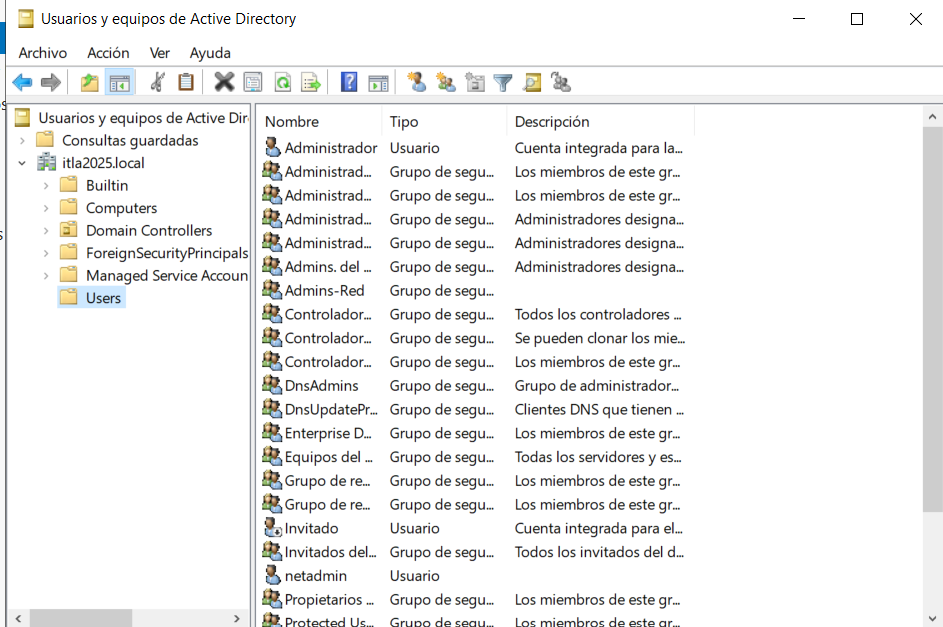 Usuarios y equipos de Active Directory
Archivo Acción Ver Ayuda
Usuarios y equipos de Active Dir
Consultas guardadas
itla2025.local
Builtin
Computers
Domain Controllers
ForeignSecurityPrincipals
Managed Service Accoun
Users
Nombre Tipo Descripción
Administrador Usuario Cuenta integrada para la...
Administrad... Grupo de segu... Los miembros de este gr...
Administrad... Grupo de segu... Los miembros de este gr...
Administrad... Grupo de segu... Administradores designa...
Administrad... Grupo de segu... Administradores designa...
Admins. del ... Grupo de segu... Administradores designa...
Admins-Red Grupo de segu...
Controlador... Grupo de segu... Todos los controladores ...
Controlador... Grupo de segu... Se pueden clonar los mie...
Controlador... Grupo de segu... Los miembros de este gr...
DnsAdmins Grupo de segu... Grupo de administrador...
DnsUpdatePr... Grupo de segu... Clientes DNS que tienen ...
Enterprise D... Grupo de segu... Los miembros de este gr...
Equipos del ... Grupo de segu... Todas los servidores y es...
Grupo de re... Grupo de segu... Los miembros de este gr...
Grupo de re... Grupo de segu... Los miembros de este gr...
Invitado Usuario Cuenta integrada para el...
Invitados del... Grupo de segu... Todos los invitados del d...
netadmin Usuario
Propietarios ... Grupo de segu... Los miembros de este gr...
Protected Us... Grupo de segu... Los miembros de este gr...